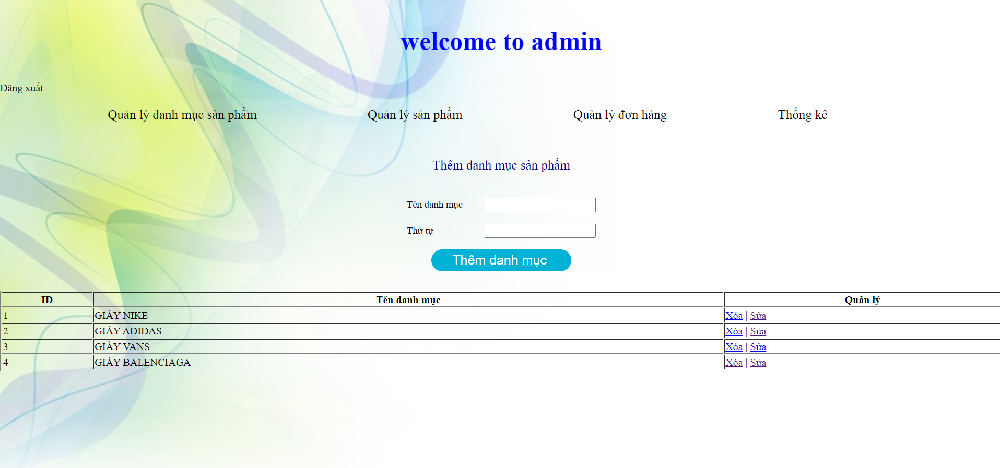 welcome to admin
Đăng xuất
Quản lý danh mục sản phẩm Quản lý sản phẩm Quản lý đơn hàng Thống kê
Thêm danh mục sản phẩm
Tên danh mục
Thứ tự
Thêm danh mục
ID Tên danh mục Quản lý
1 GIÀY NIKE Xóa | Sửa
2 GIÀY ADIDAS Xóa | Sửa
3 GIÀY VANS Xóa | Sửa
4 GIÀY BALENCIAGA Xóa | Sửa